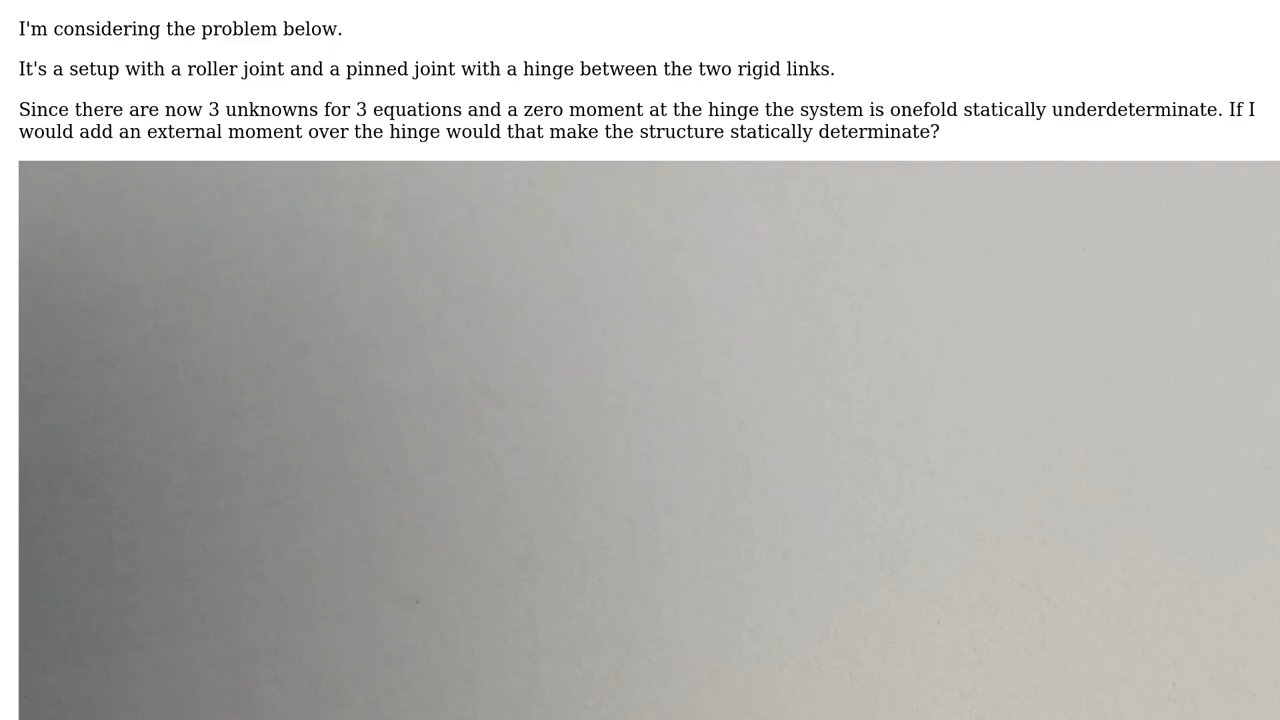 I'm considering the problem below.
It's a setup with a roller joint and a pinned joint with a hinge between the two rigid links.
Since there are now 3 unknowns for 3 equations and a zero moment at the hinge the system is onefold statically underdeterminate. If I
would add an external moment over the hinge would that make the structure statically determinate?